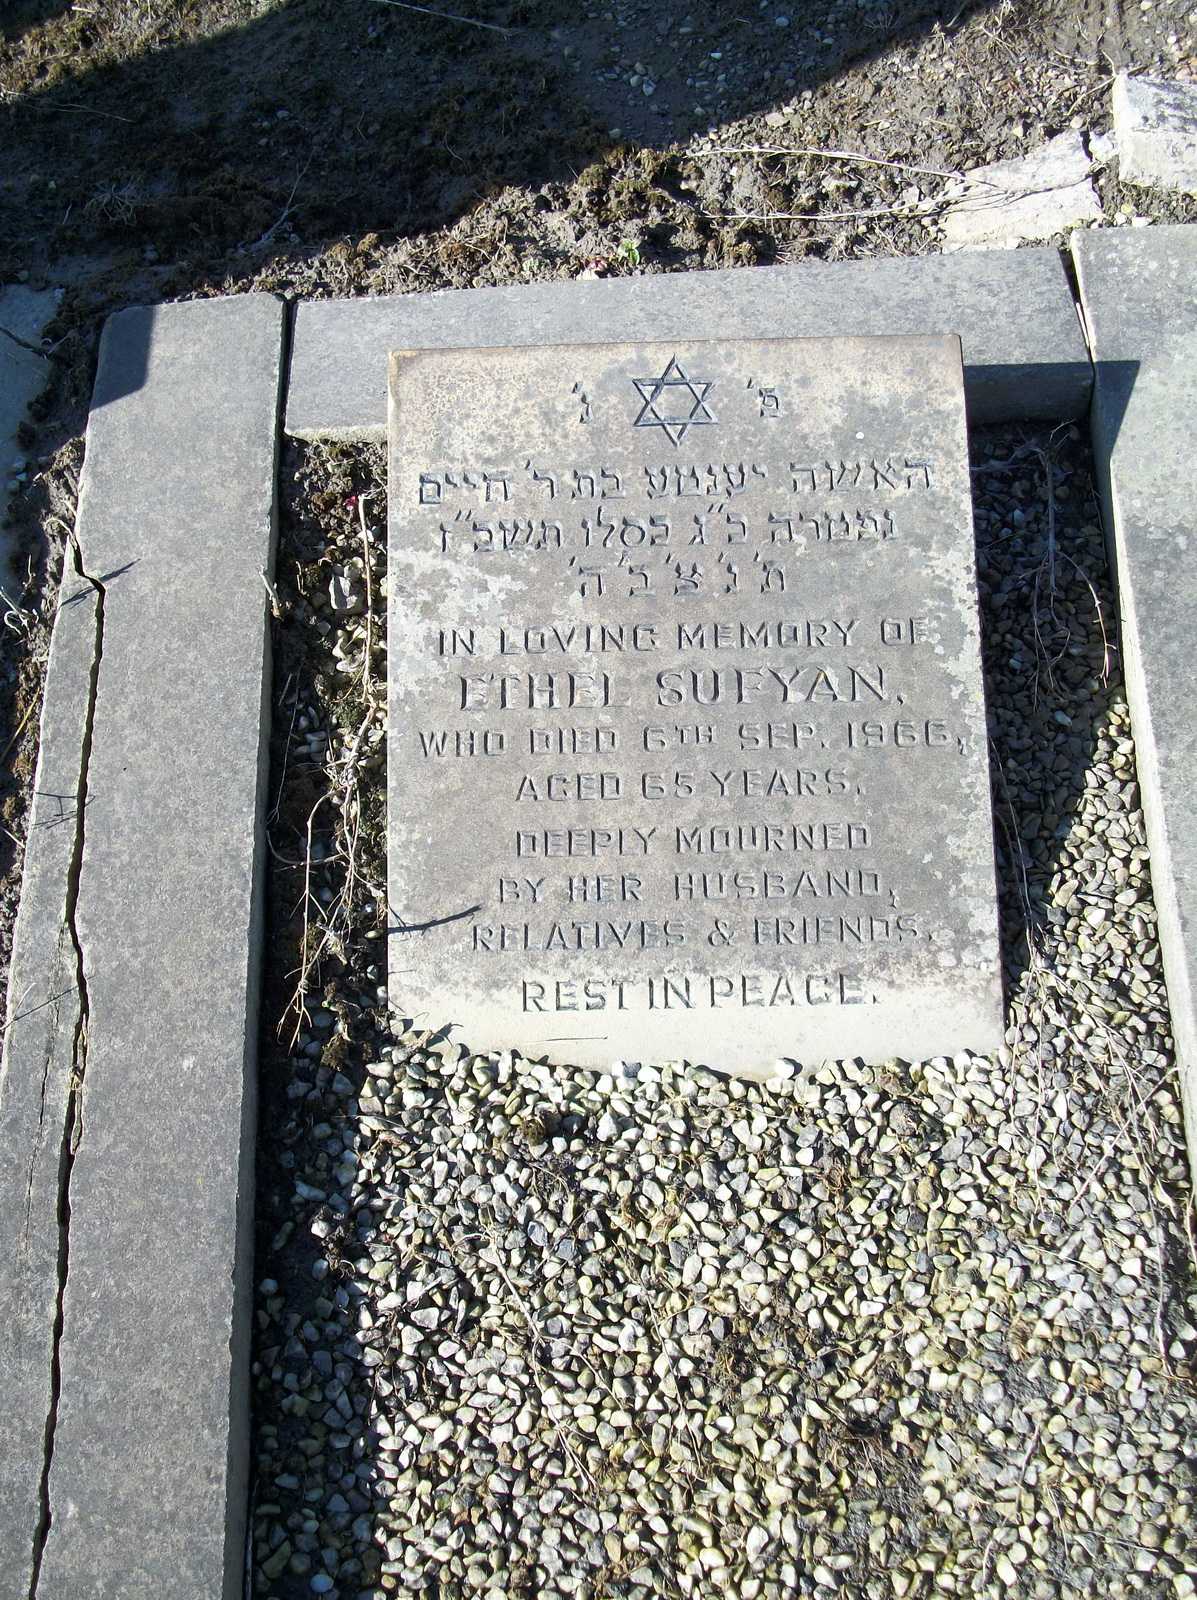 פ' נ'
האשה יענטע בת ר' חיים
נפטרה כ"ג כסלו תשכ"ז
ת' נ' צ' ב' ה'
IN LOVING MEMORY OF
ETHEL SUFYAN,
WHO DIED 6TH SEP. 1966,
AGED 65 YEARS.
DEEPLY MOURNED
BY HER HUSBAND,
RELATIVES & FRIENDS.
REST IN PEACE.